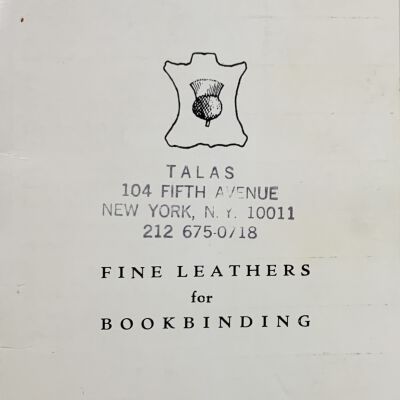 TALAS
104 FIFTH AVENUE
NEW YORK, N.Y. 10011
212 675-0718
FINE LEATHERS
for
BOOKBINDING